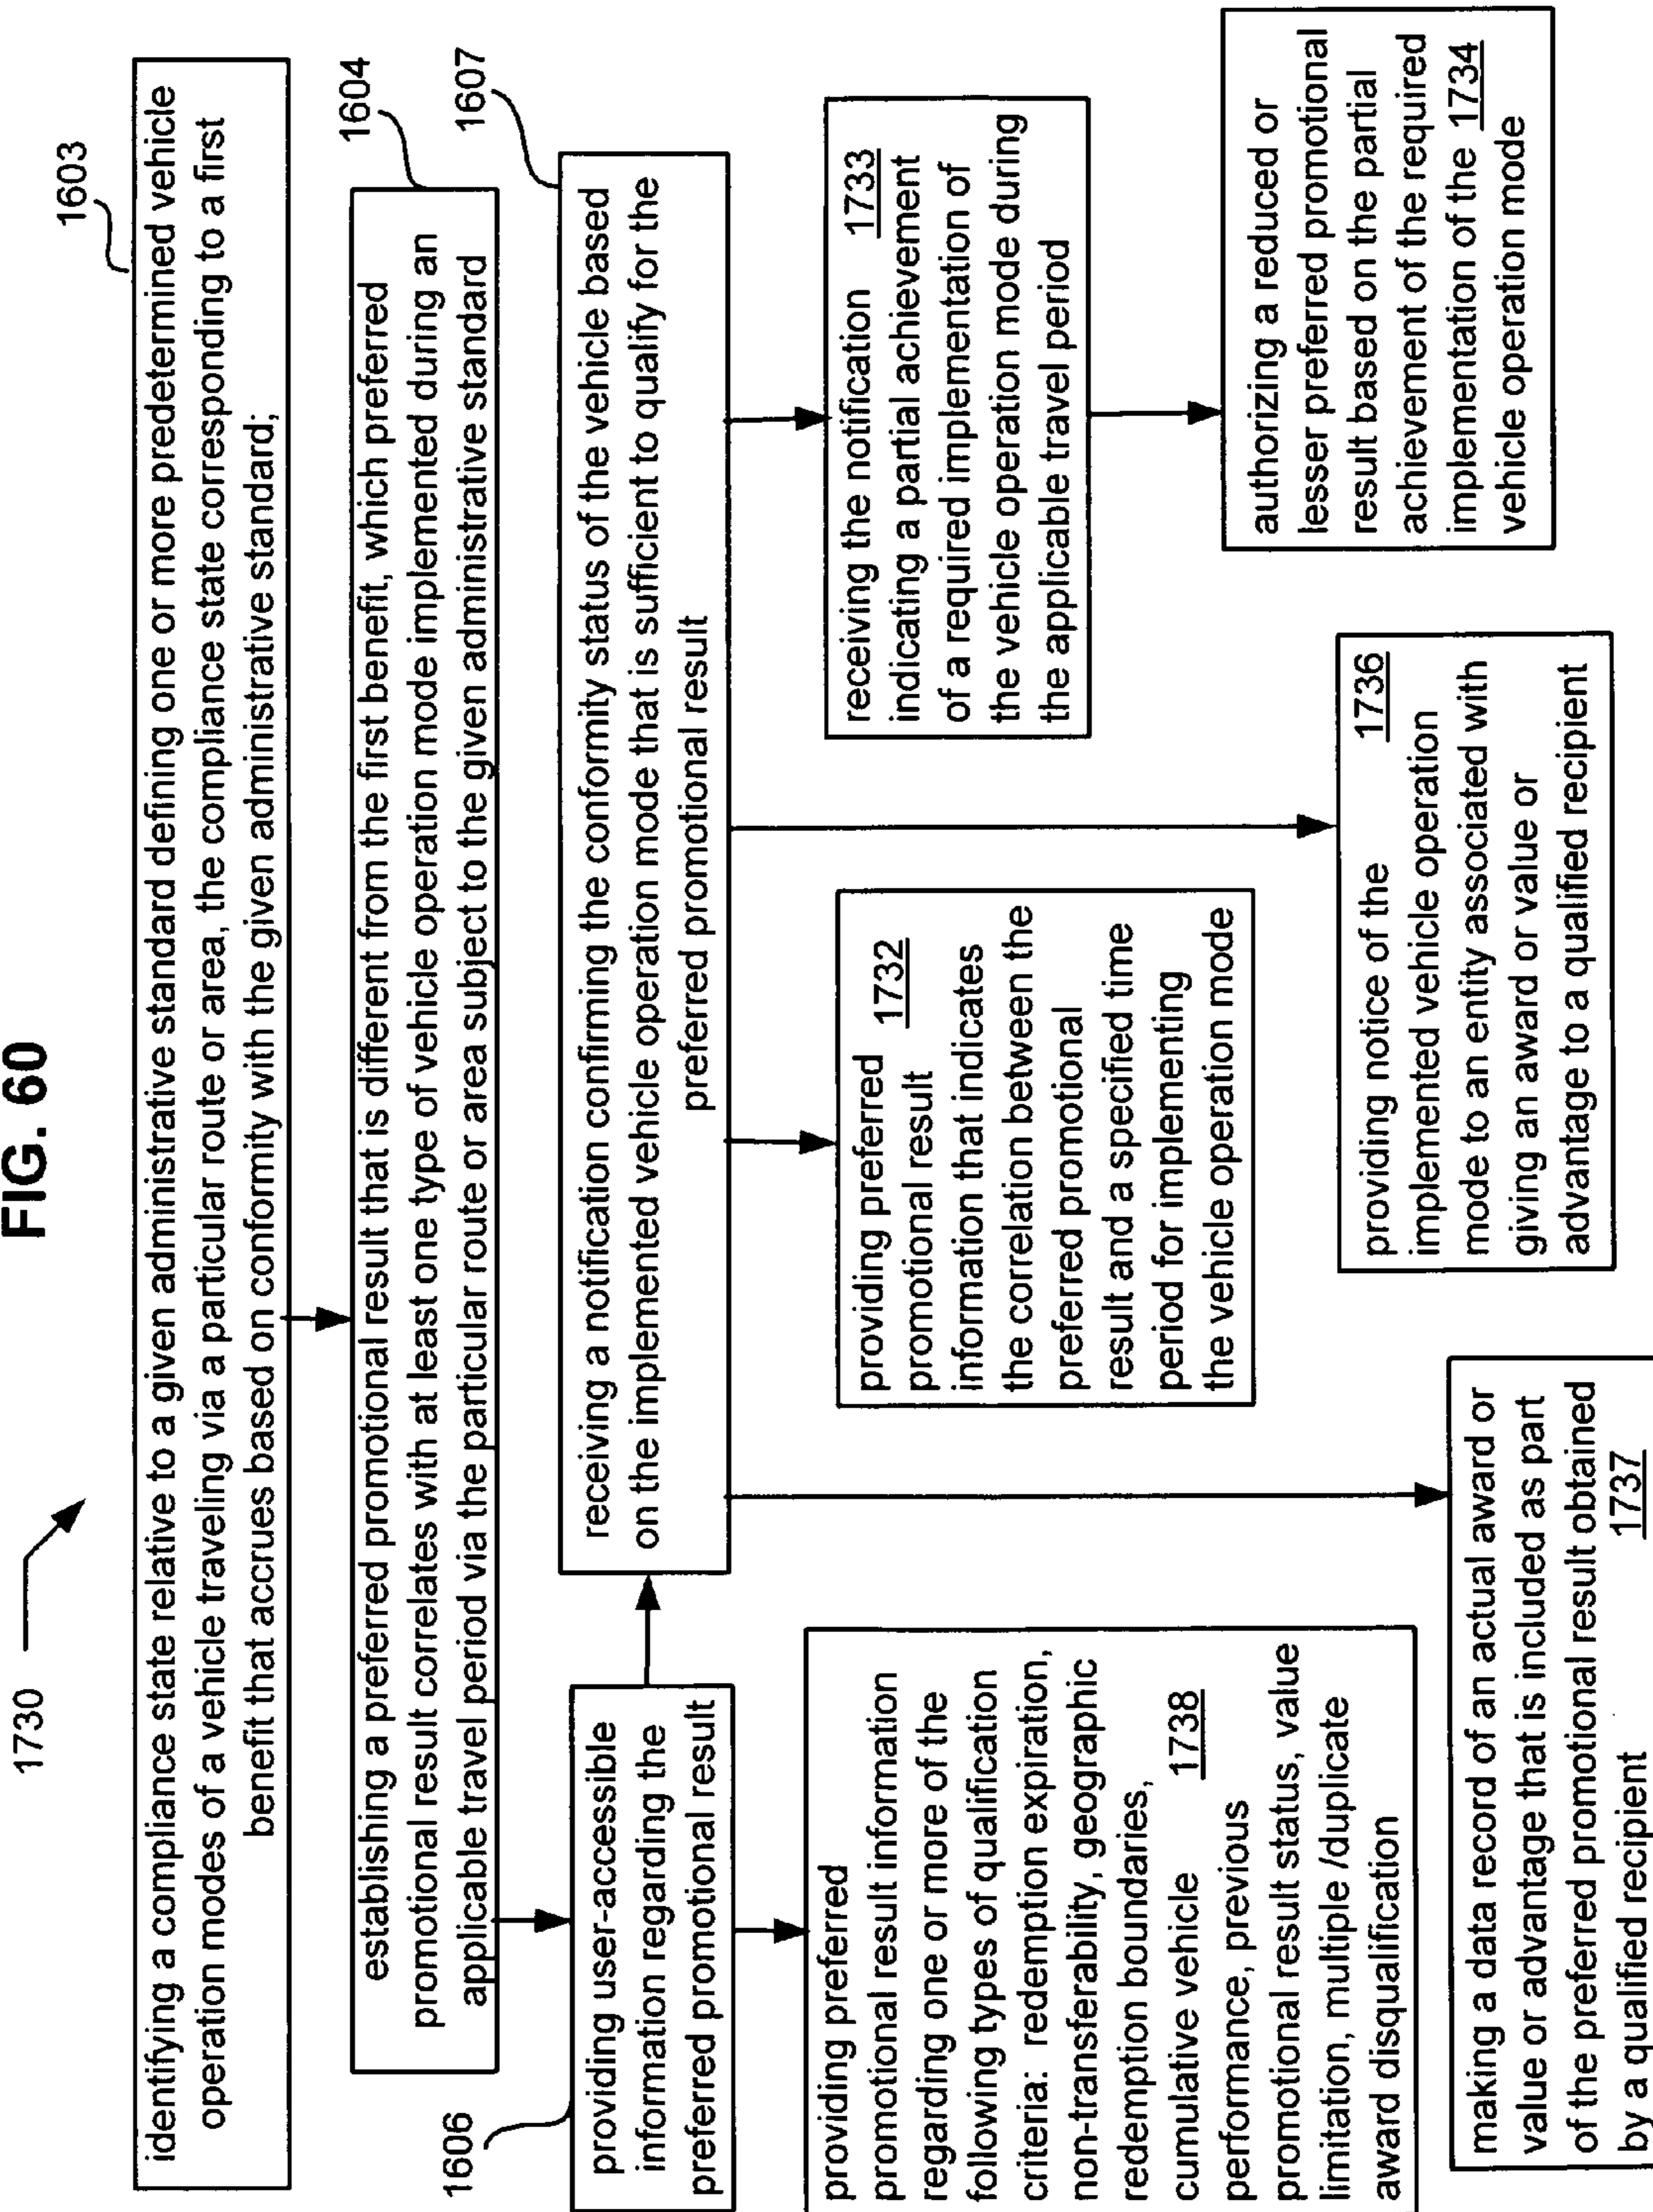 FIG. 60
1730
1603
identifying a compliance state relative to a given administrative standard defining one or more predetermined vehicle
operation modes of a vehicle traveling via a particular route or area, the compliance state corresponding to a first
benefit that accrues based on conformity with the given administrative standard;
1604
establishing a preferred promotional result that is different from the first benefit, which preferred
promotional result correlates with at least one type of vehicle operation mode implemented during an
applicable travel period via the particular route or area subject to the given administrative standard
1606
providing user-accessible
information regarding the
preferred promotional result
1607
receiving a notification confirming the conformity status of the vehicle based
on the implemented vehicle operation mode that is sufficient to qualify for the
preferred promotional result
providing preferred
promotional result information
regarding one or more of the
following types of qualification
criteria: redemption expiration,
non-transferability, geographic
redemption boundaries,
cumulative vehicle 1738
performance, previous
promotional result status, value
limitation, multiple /duplicate
award disqualification
providing preferred 1732
promotional result
information that indicates
the correlation between the
preferred promotional
result and a specified time
period for implementing
the vehicle operation mode
receiving the notification 1733
indicating a partial achievement
of a required implementation of
the vehicle operation mode during
the applicable travel period
authorizing a reduced or
lesser preferred promotional
result based on the partial
achievement of the required
implementation of the 1734
vehicle operation mode
providing notice of the 1736
implemented vehicle operation
mode to an entity associated with
giving an award or value or
advantage to a qualified recipient
making a data record of an actual award or
value or advantage that is included as part
of the preferred promotional result obtained
by a qualified recipient 1737